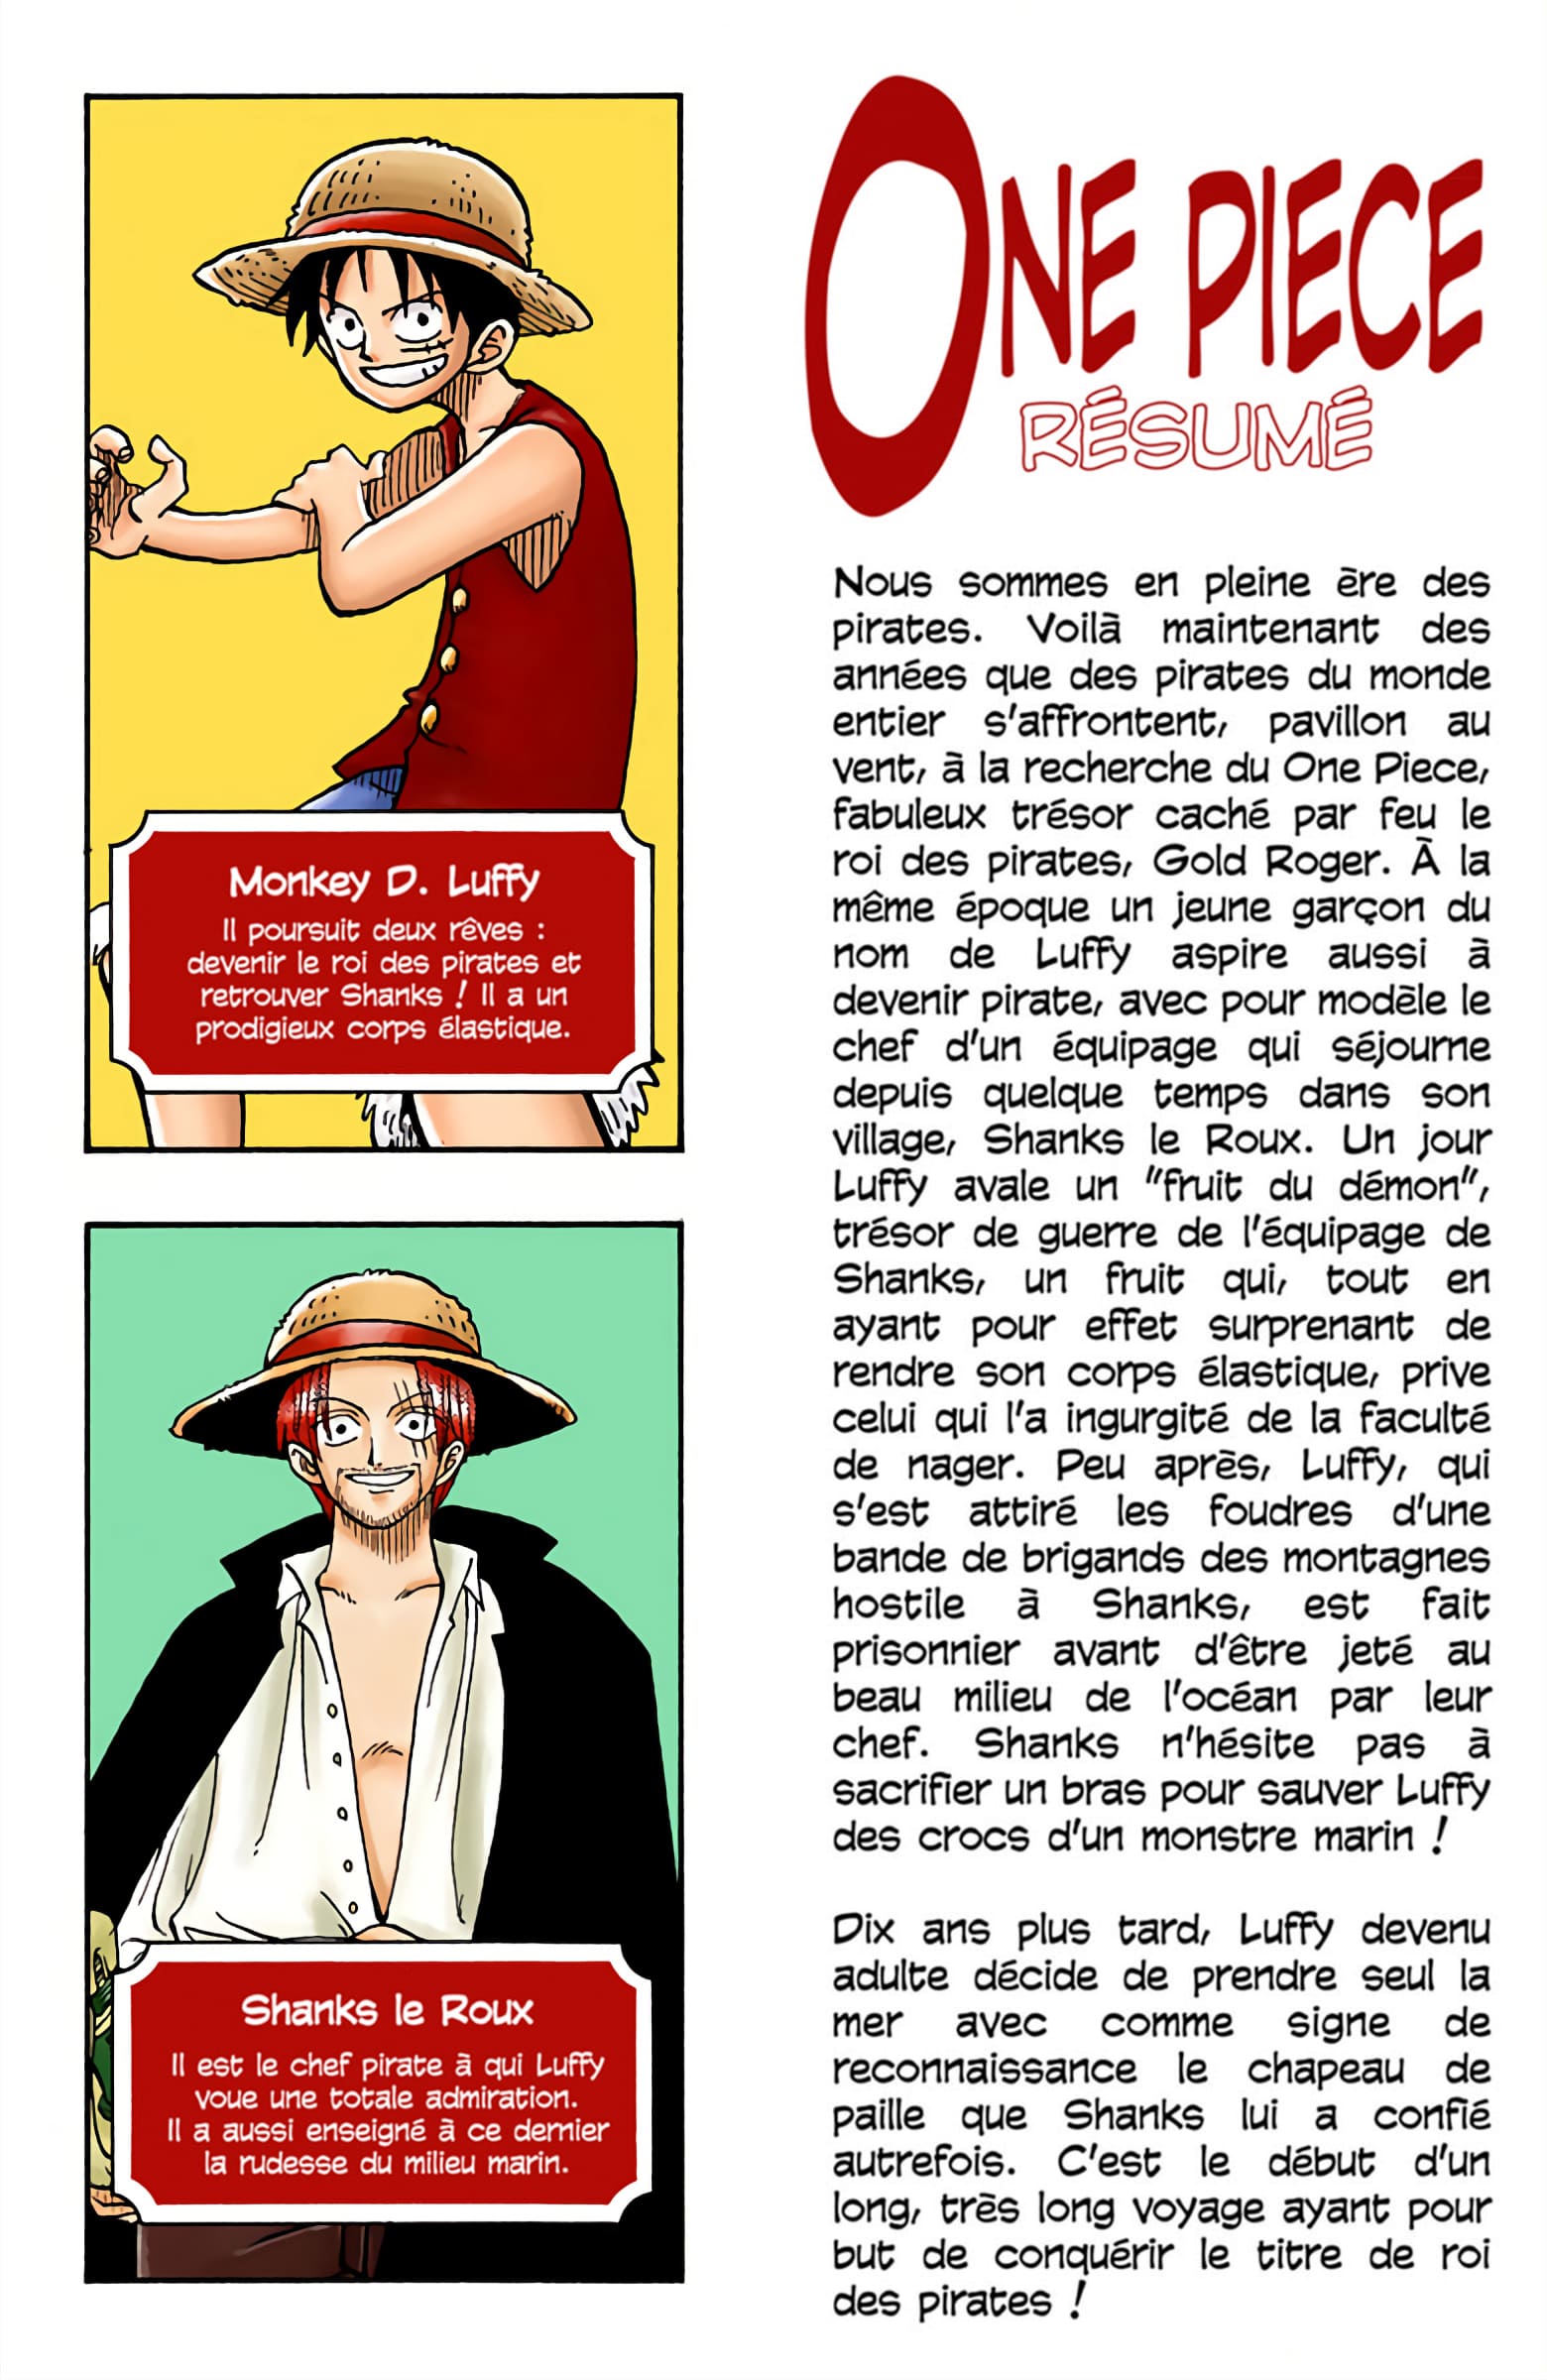 ONE PIECE
RÉSUMÉ
Monkey D. Luffy
Il poursuit deux rêves :
devenir le roi des pirates et
retrouver Shanks ! Il a un
prodigieux corps élastique.
Shanks le Roux
Il est le chef pirate à qui Luffy
voue une totale admiration.
Il a aussi enseigné à ce dernier
la rudesse du milieu marin.
Nous sommes en pleine ère des
pirates. Voilà maintenant des
années que des pirates du monde
entier s'affrontent, pavillon au
vent, à la recherche du One Piece,
fabuleux trésor caché par feu le
roi des pirates, Gold Roger. À la
même époque un jeune garçon du
nom de Luffy aspire aussi à
devenir pirate, avec pour modèle le
chef d'un équipage qui séjourne
depuis quelque temps dans son
village, Shanks le Roux. Un jour
Luffy avale un "fruit du démon",
trésor de guerre de l'équipage de
Shanks, un fruit qui, tout en
ayant pour effet surprenant de
rendre son corps élastique, prive
celui qui l'a ingurgité de la faculté
de nager. Peu après, Luffy, qui
s'est attiré les foudres d'une
bande de brigands des montagnes
hostile à Shanks, est fait
prisonnier avant d'être jeté au
beau milieu de l'océan par leur
chef. Shanks n'hésite pas à
sacrifier un bras pour sauver Luffy
des crocs d'un monstre marin !
Dix ans plus tard, Luffy devenu
adulte décide de prendre seul la
mer avec comme signe de
reconnaissance le chapeau de
paille que Shanks lui a confié
autrefois. C'est le début d'un
long, très long voyage ayant pour
but de conquérir le titre de roi
des pirates !